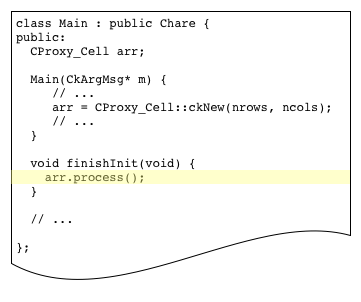 class Main : public Chare {
public:
  CProxy_Cell arr;

  Main(CkArgMsg* m) {
     // ...
     arr = CProxy_Cell::ckNew(nrows, ncols);
     // ...
  }

  void finishInit(void) {
    arr.process();
  }

  // ...

};